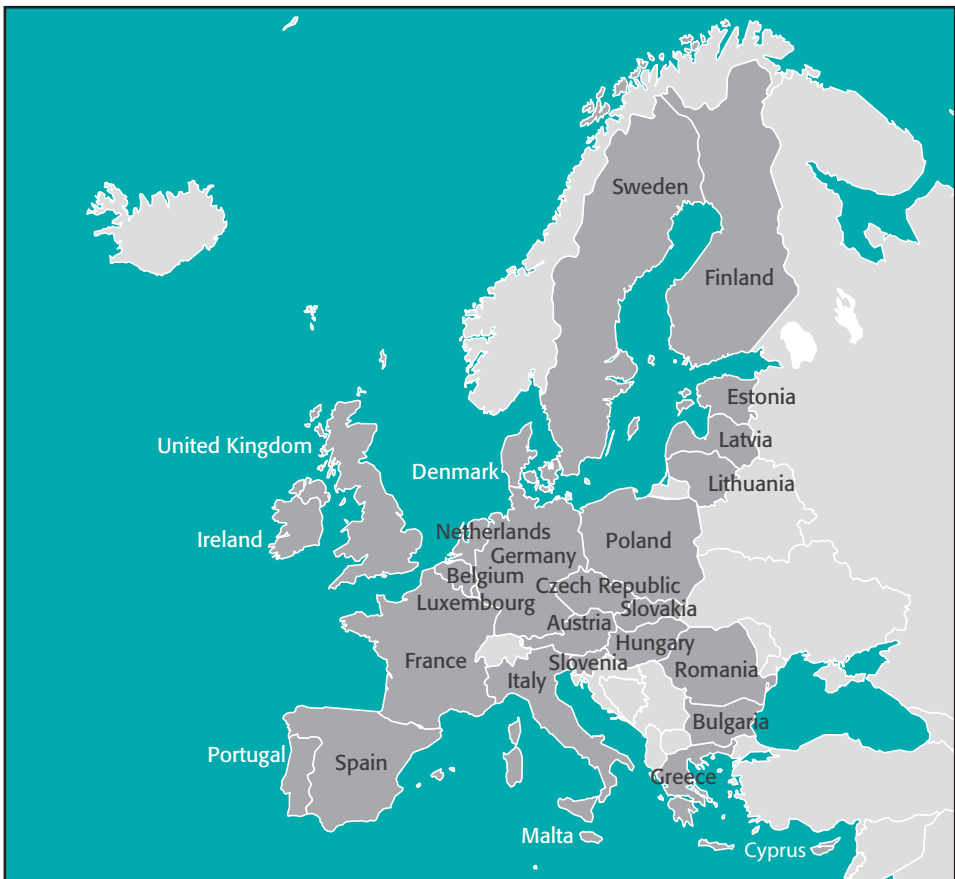 Sweden
Finland
Estonia
United Kingdom
Latvia
Denmark
Lithuania
Netherlands
Ireland
Poland
Germany
Belgium
Czech Republic
Luxembourg
Slovakia
Austria
Hungary
France
Slovenia
Romania
Italy
Bulgaria
Portugal
Spain
Greece
Malta
Cyprus